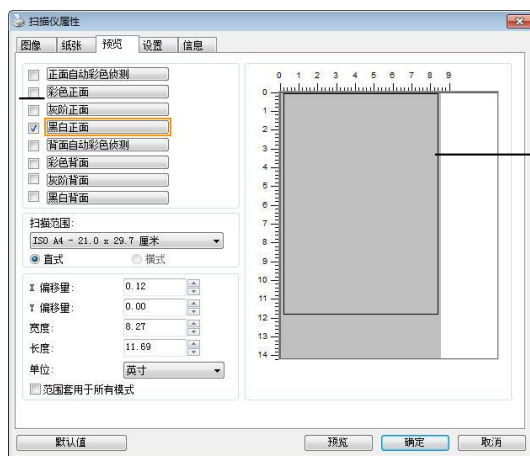 扫描仪属性
图像 纸张 预览 设置 信息
正面自动彩色侦测
彩色正面
灰阶正面
黑白正面
背面自动彩色侦测
彩色背面
灰阶背面
黑白背面
扫描范围:
ISO A4 - 21.0 x 29.7 厘米
直式 横式
X 偏移量: 0.12
Y 偏移量: 0.00
宽度: 8.27
长度: 11.69
单位: 英寸
范围套用于所有模式
0 1 2 3 4 5 6 7 8 9
0
1
2
3
4
5
6
7
8
9
10
11
12
13
14
默认值 预览 确定 取消